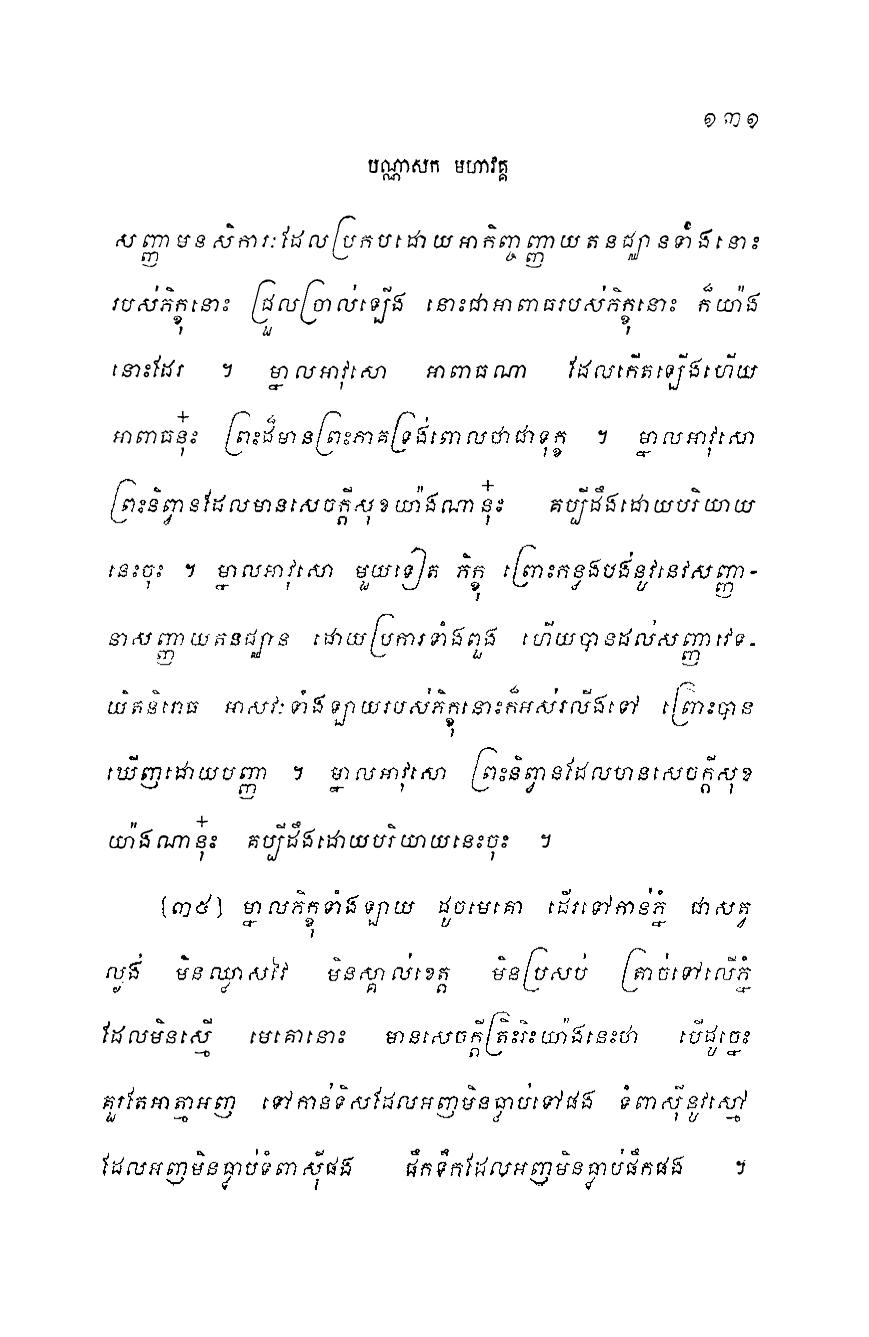 ១៣១
បណ្ណាសក មហាវគ្គ
សញ្ញាមនសិការៈដែលប្រកបដោយអាកិញ្ចញ្ញាយតនជ្ឈានទាំងនោះ
របស់ភិក្ខុនោះ ជ្រួលច្រាល់ឡើង នោះជាអាពាធរបស់ភិក្ខុនោះ ក៏យ៉ាង
នោះដែរ ។ ម្នាលអាវុសោ អាពាធណា ដែលកើតឡើងហើយ
អាពាធនុ៎ះ ព្រះដ៏មានព្រះភាគទ្រង់ពោលថាជាទុក្ខ ។ ម្នាលអាវុសោ
ព្រះនិព្វានដែលមានសេចក្តីសុខយ៉ាងណានុ៎ះ គប្បីដឹងដោយបរិយាយ
នេះចុះ ។ ម្នាលអាវុសោ មួយទៀត ភិក្ខុ ព្រោះកន្លងបង់នូវនេវសញ្ញា-
នាសញ្ញាយតនជ្ឈាន ដោយប្រការទាំងពួង ហើយបានដល់សញ្ញាវេទ-
យិតនិរោធ អាសវៈទាំងឡាយរបស់ភិក្ខុនោះក៏អស់រលីងទៅ ព្រោះបាន
ឃើញដោយបញ្ញា ។ ម្នាលអាវុសោ ព្រះនិព្វានដែលមានសេចក្តីសុខ
យ៉ាងណានុ៎ះ គប្បីដឹងដោយបរិយាយនេះចុះ ។
(៣៥) ម្នាលភិក្ខុទាំងឡាយ ដូចមេគោ ដើរទៅកាន់ភ្នំ ជាសត្វ
ល្ងង់ មិនឈ្លាសវៃ មិនស្គាល់ខេត្ត មិនប្រសប់ ត្រាច់ទៅលើភ្នំ
ដែលមិនស្មើ មេគោនោះ មានសេចក្តីត្រិះរិះយ៉ាងនេះថា បើដូច្នេះ
គួរតែអាត្មាអញ ទៅកាន់ទិសដែលអញមិនធ្លាប់ទៅផង ទំពាស៊ីនូវស្មៅ
ដែលអញមិនធ្លាប់ទំពាស៊ីផង ផឹកទឹកដែលអញមិនធ្លាប់ផឹកផង ។